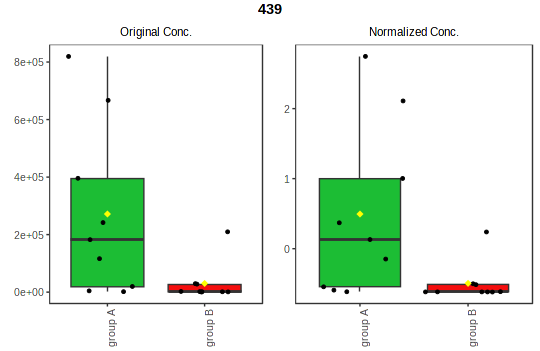 439
Original Conc.
Normalized Conc.
8e+05
6e+05
4e+05
2e+05
0e+00
2
1
0
group A
group B
group A
group B